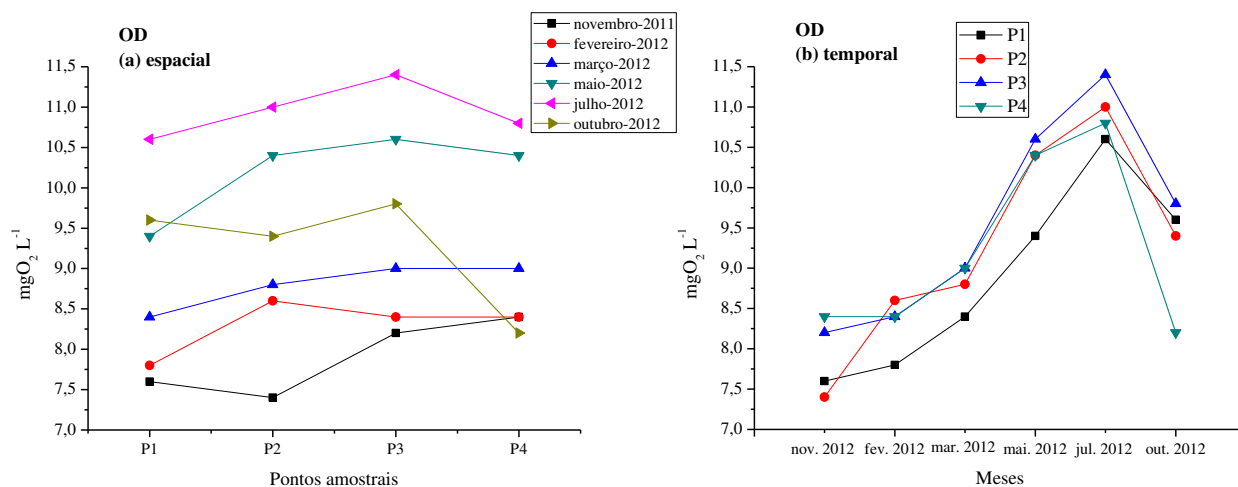 OD
(a) espacial
novembro-2011
fevereiro-2012
março-2012
maio-2012
julho-2012
outubro-2012
11,5
11,0
10,5
10,0
9,5
9,0
8,5
8,0
7,5
7,0
mgO₂ L⁻¹
P1 P2 P3 P4
Pontos amostrais
OD
(b) temporal
P1
P2
P3
P4
11,5
11,0
10,5
10,0
9,5
9,0
8,5
8,0
7,5
7,0
mgO₂ L⁻¹
nov. 2012 fev. 2012 mar. 2012 mai. 2012 jul. 2012 out. 2012
Meses